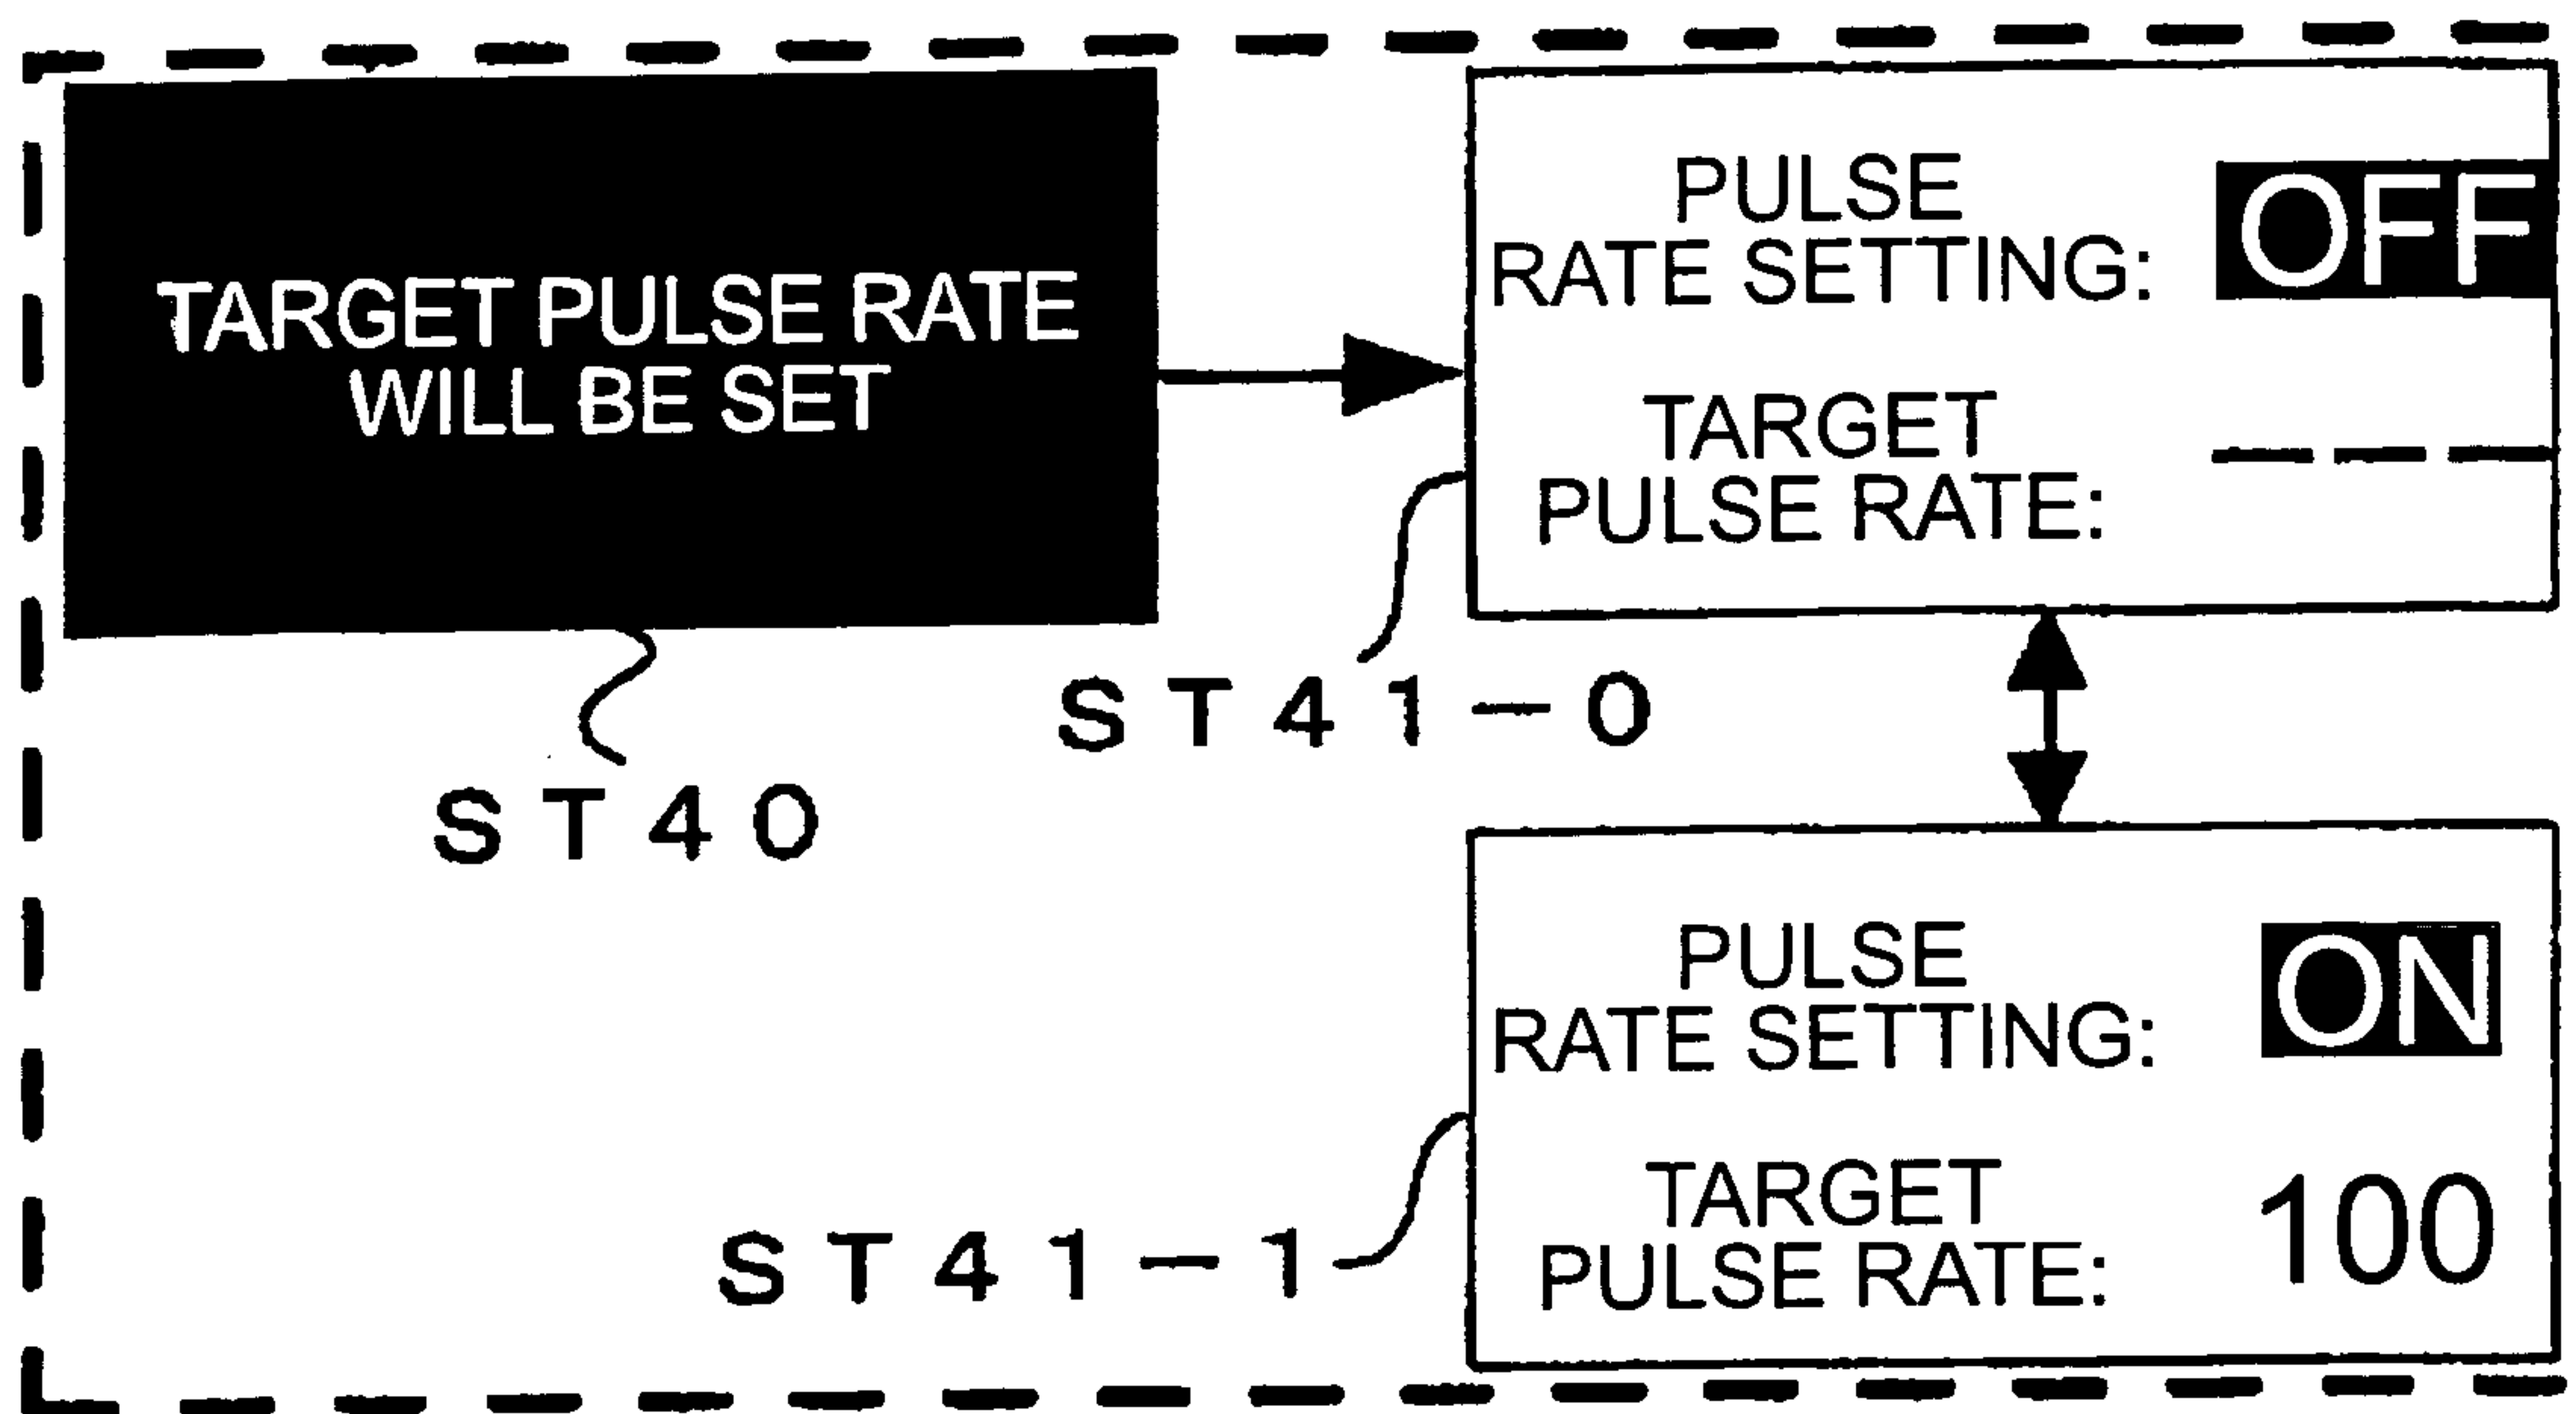 TARGET PULSE RATE
WILL BE SET
ST40
PULSE
RATE SETTING: OFF
TARGET
PULSE RATE: ---
ST41-0
PULSE
RATE SETTING: ON
TARGET
PULSE RATE: 100
ST41-1